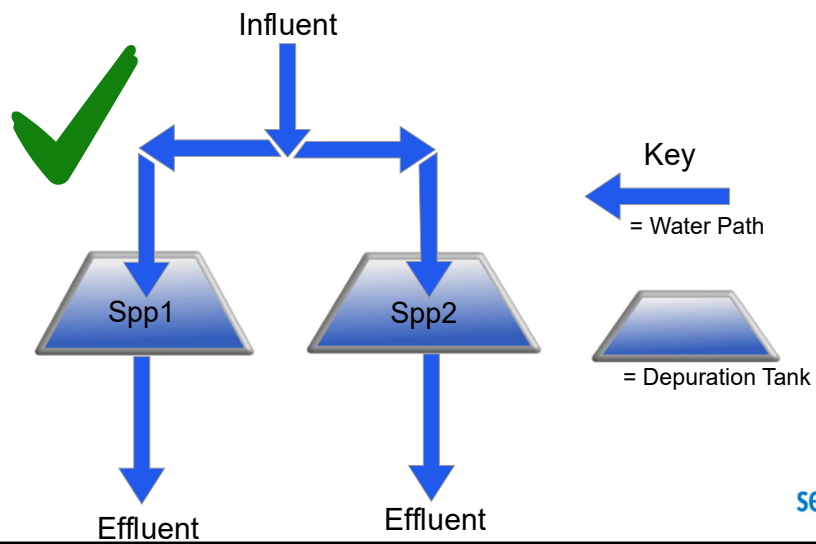 Influent
Key
= Water Path
Spp1
Spp2
= Depuration Tank
Effluent
Effluent